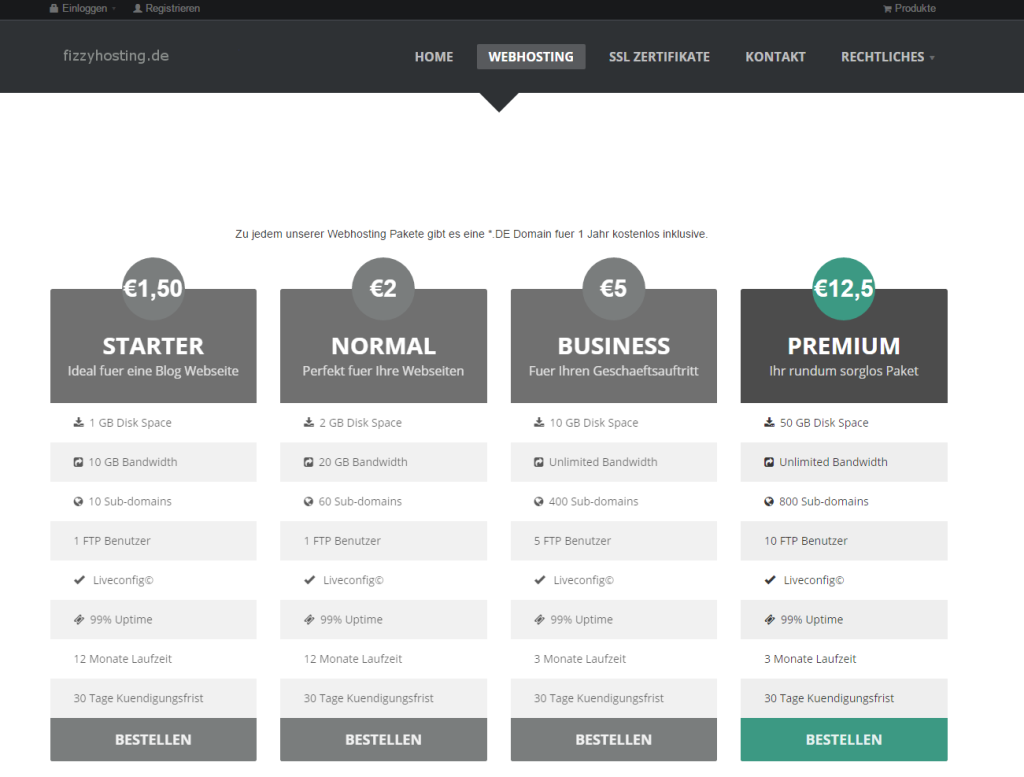 Einloggen
Registrieren
Produkte
fizzyhosting.de
HOME
WEBHOSTING
SSL ZERTIFIKATE
KONTAKT
RECHTLICHES
Zu jedem unserer Webhosting Pakete gibt es eine *.DE Domain fuer 1 Jahr kostenlos inklusive.
€1,50
STARTER
Ideal fuer eine Blog Webseite
1 GB Disk Space
10 GB Bandwidth
10 Sub-domains
1 FTP Benutzer
Liveconfig©
99% Uptime
12 Monate Laufzeit
30 Tage Kuendigungsfrist
BESTELLEN
€2
NORMAL
Perfekt fuer Ihre Webseiten
2 GB Disk Space
20 GB Bandwidth
60 Sub-domains
1 FTP Benutzer
Liveconfig©
99% Uptime
12 Monate Laufzeit
30 Tage Kuendigungsfrist
BESTELLEN
€5
BUSINESS
Fuer Ihren Geschaeftsauftritt
10 GB Disk Space
Unlimited Bandwidth
400 Sub-domains
5 FTP Benutzer
Liveconfig©
99% Uptime
3 Monate Laufzeit
30 Tage Kuendigungsfrist
BESTELLEN
€12,5
PREMIUM
Ihr rundum sorglos Paket
50 GB Disk Space
Unlimited Bandwidth
800 Sub-domains
10 FTP Benutzer
Liveconfig©
99% Uptime
3 Monate Laufzeit
30 Tage Kuendigungsfrist
BESTELLEN